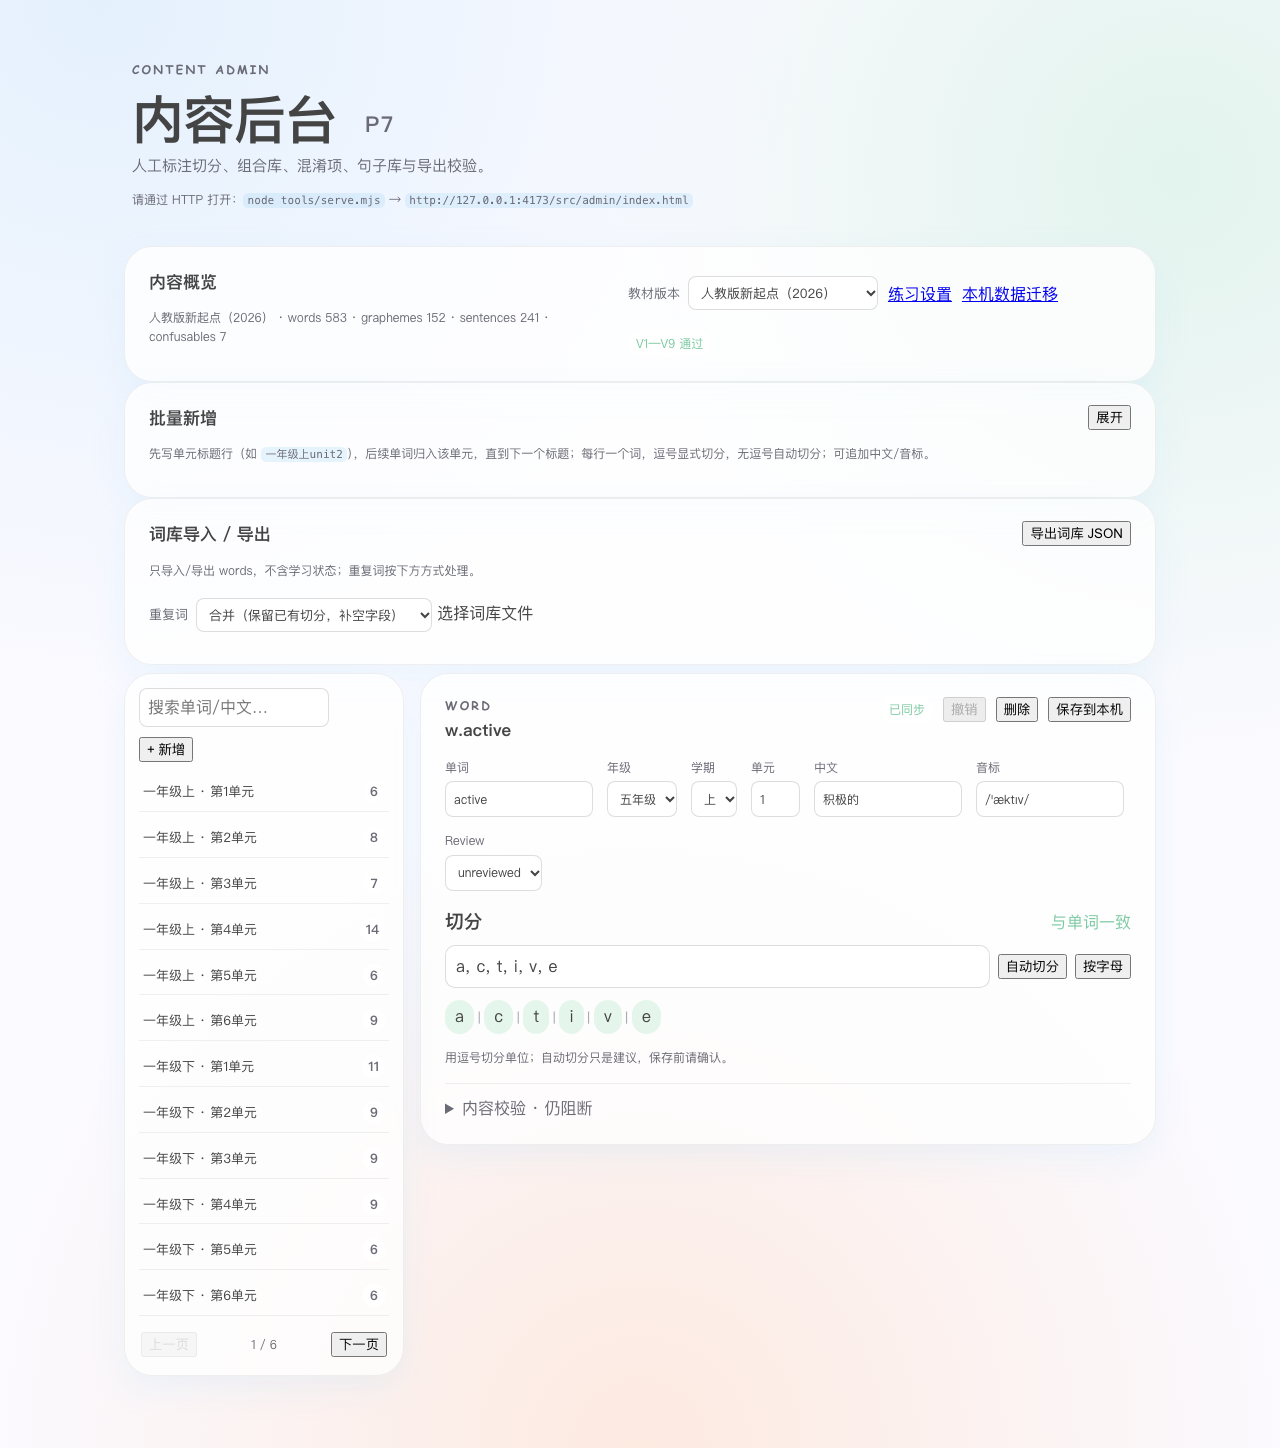 CONTENT ADMIN
内容后台 P7
人工标注切分、组合库、混淆项、句子库与导出校验。
请通过 HTTP 打开： node tools/serve.mjs → http://127.0.0.1:4173/src/admin/index.html
内容概览
人教版新起点（2026） · words 583 · graphemes 152 · sentences 241 ·
confusables 7
教材版本 人教版新起点（2026） 练习设置 本机数据迁移
V1—V9 通过
批量新增
展开
先写单元标题行（如 一年级上unit2），后续单词归入该单元，直到下一个标题；每行一个词，逗号显式切分，无逗号自动切分；可追加中文/音标。
词库导入 / 导出
导出词库 JSON
只导入/导出 words，不含学习状态；重复词按下方方式处理。
重复词 合并（保留已有切分，补空字段） 选择词库文件
搜索单词/中文…
+ 新增
一年级上 · 第1单元 6
一年级上 · 第2单元 8
一年级上 · 第3单元 7
一年级上 · 第4单元 14
一年级上 · 第5单元 6
一年级上 · 第6单元 9
一年级下 · 第1单元 11
一年级下 · 第2单元 9
一年级下 · 第3单元 9
一年级下 · 第4单元 9
一年级下 · 第5单元 6
一年级下 · 第6单元 6
上一页 1 / 6 下一页
WORD
w.active
已同步 撤销 删除 保存到本机
单词 年级 学期 单元 中文 音标
active 五年级 上 1 积极的 /ˈæktɪv/
Review
unreviewed
切分 与单词一致
a, c, t, i, v, e 自动切分 按字母
a | c | t | i | v | e
用逗号切分单位；自动切分只是建议，保存前请确认。
▶ 内容校验 · 仍阻断